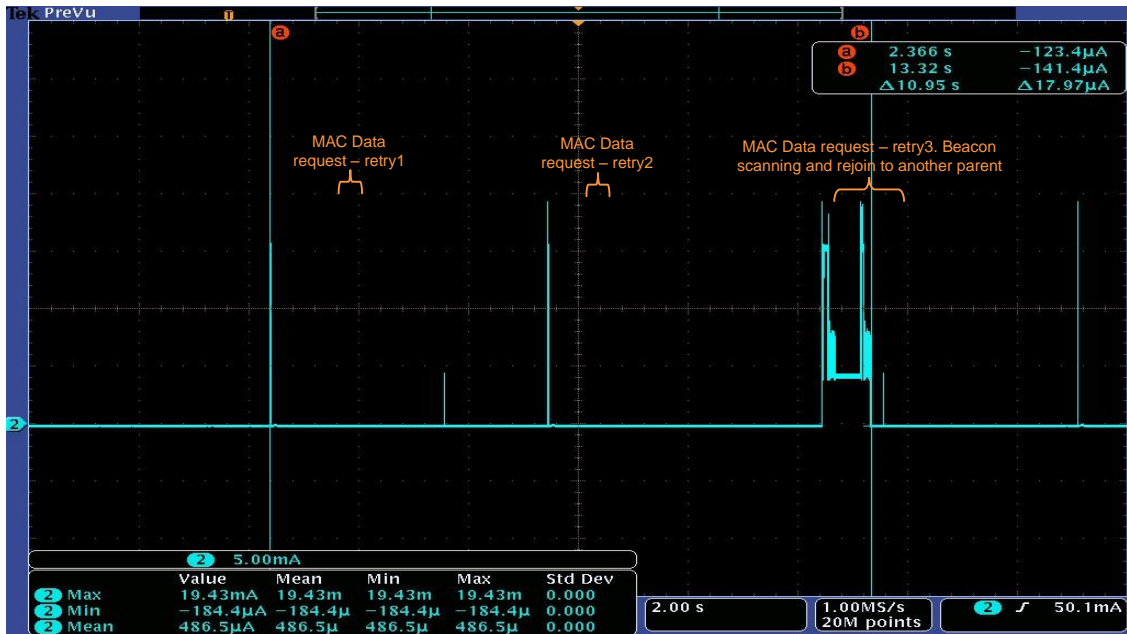 Tek PreVu
T
a
b
a 2.366 s −123.4µA
b 13.32 s −141.4µA
Δ10.95 s Δ17.97µA
MAC Data
request – retry1
MAC Data
request – retry2
MAC Data request – retry3. Beacon
scanning and rejoin to another parent
2
2 5.00mA
Value Mean Min Max Std Dev
2 Max 19.43mA 19.43m 19.43m 19.43m 0.000
2 Min −184.4µA −184.4µ −184.4µ −184.4µ 0.000
2 Mean 486.5µA 486.5µ 486.5µ 486.5µ 0.000
2.00 s
1.00MS/s
20M points
2 50.1mA